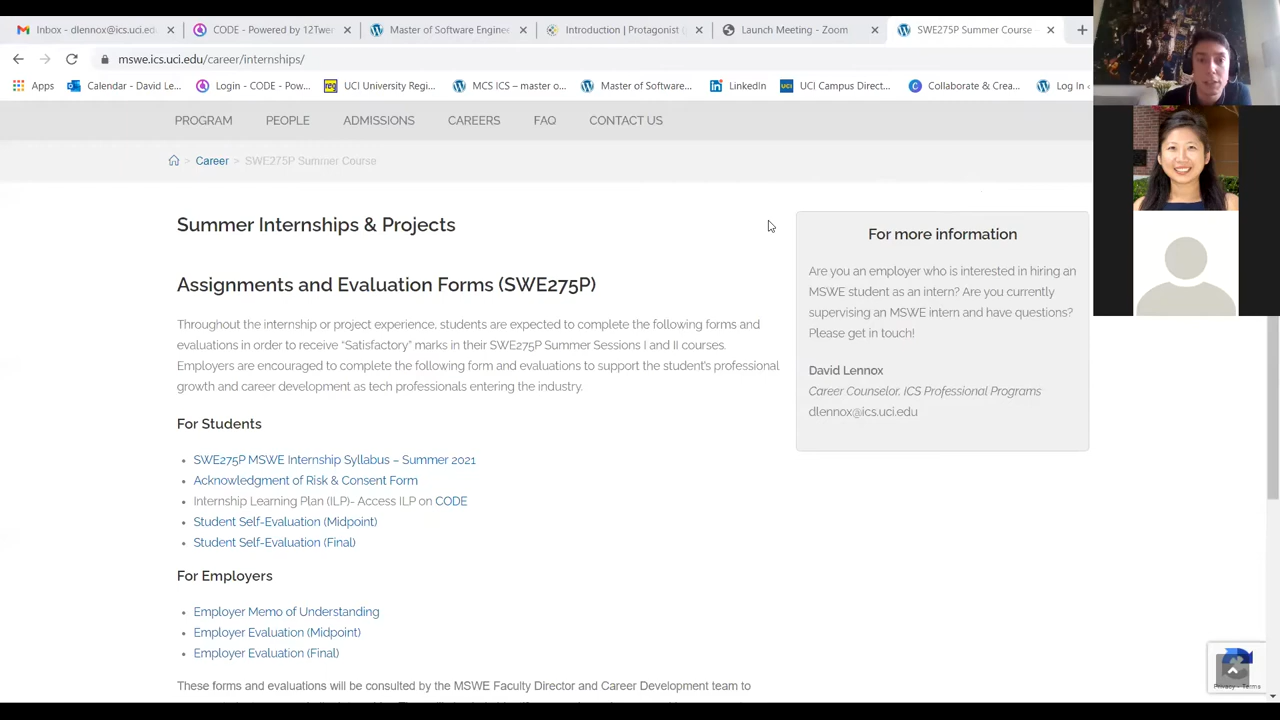 Inbox - dlennox@ics.uci.ed
CODE - Powered by 12Twen
Master of Software Enginee
Introduction | Protagonist
Launch Meeting - Zoom
SWE275P Summer Course –
mswe.ics.uci.edu/career/internships/
Apps
Calendar - David Le...
Login - CODE - Pow...
UCI University Regi...
MCS ICS – master o...
Master of Software...
LinkedIn
UCI Campus Direct...
Collaborate & Crea...
Log In
PROGRAM
PEOPLE
ADMISSIONS
CAREERS
FAQ
CONTACT US
> Career > SWE275P Summer Course
Summer Internships & Projects
Assignments and Evaluation Forms (SWE275P)
Throughout the internship or project experience, students are expected to complete the following forms and
evaluations in order to receive “Satisfactory” marks in their SWE275P Summer Sessions I and II courses.
Employers are encouraged to complete the following form and evaluations to support the student's professional
growth and career development as tech professionals entering the industry.
For Students
SWE275P MSWE Internship Syllabus – Summer 2021
Acknowledgment of Risk & Consent Form
Internship Learning Plan (ILP)- Access ILP on CODE
Student Self-Evaluation (Midpoint)
Student Self-Evaluation (Final)
For Employers
Employer Memo of Understanding
Employer Evaluation (Midpoint)
Employer Evaluation (Final)
These forms and evaluations will be consulted by the MSWE Faculty Director and Career Development team to
For more information
Are you an employer who is interested in hiring an
MSWE student as an intern? Are you currently
supervising an MSWE intern and have questions?
Please get in touch!
David Lennox
Career Counselor, ICS Professional Programs
dlennox@ics.uci.edu
Privacy - Terms